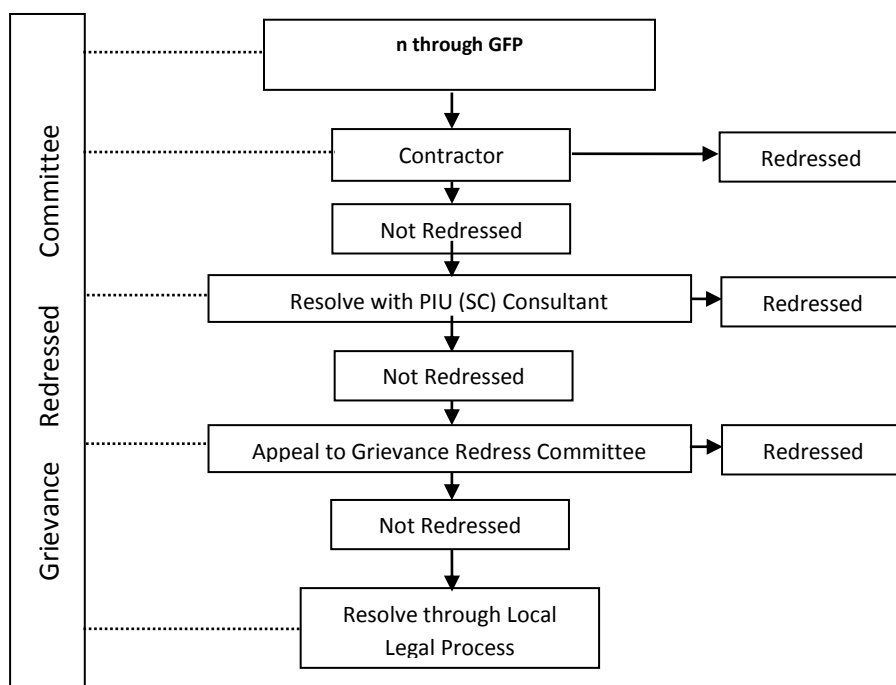 n through GFP
Contractor
Redressed
Not Redressed
Resolve with PIU (SC) Consultant
Redressed
Not Redressed
Appeal to Grievance Redress Committee
Redressed
Not Redressed
Resolve through Local
Legal Process
Grievance Redressed Committee